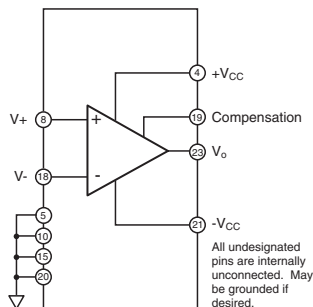 4 +VCC
19 Compensation
V+ 8 +
23 Vo
V- 18 -
21 -VCC
5
10
15
20
All undesignated
pins are internally
unconnected. May
be grounded if
desired.